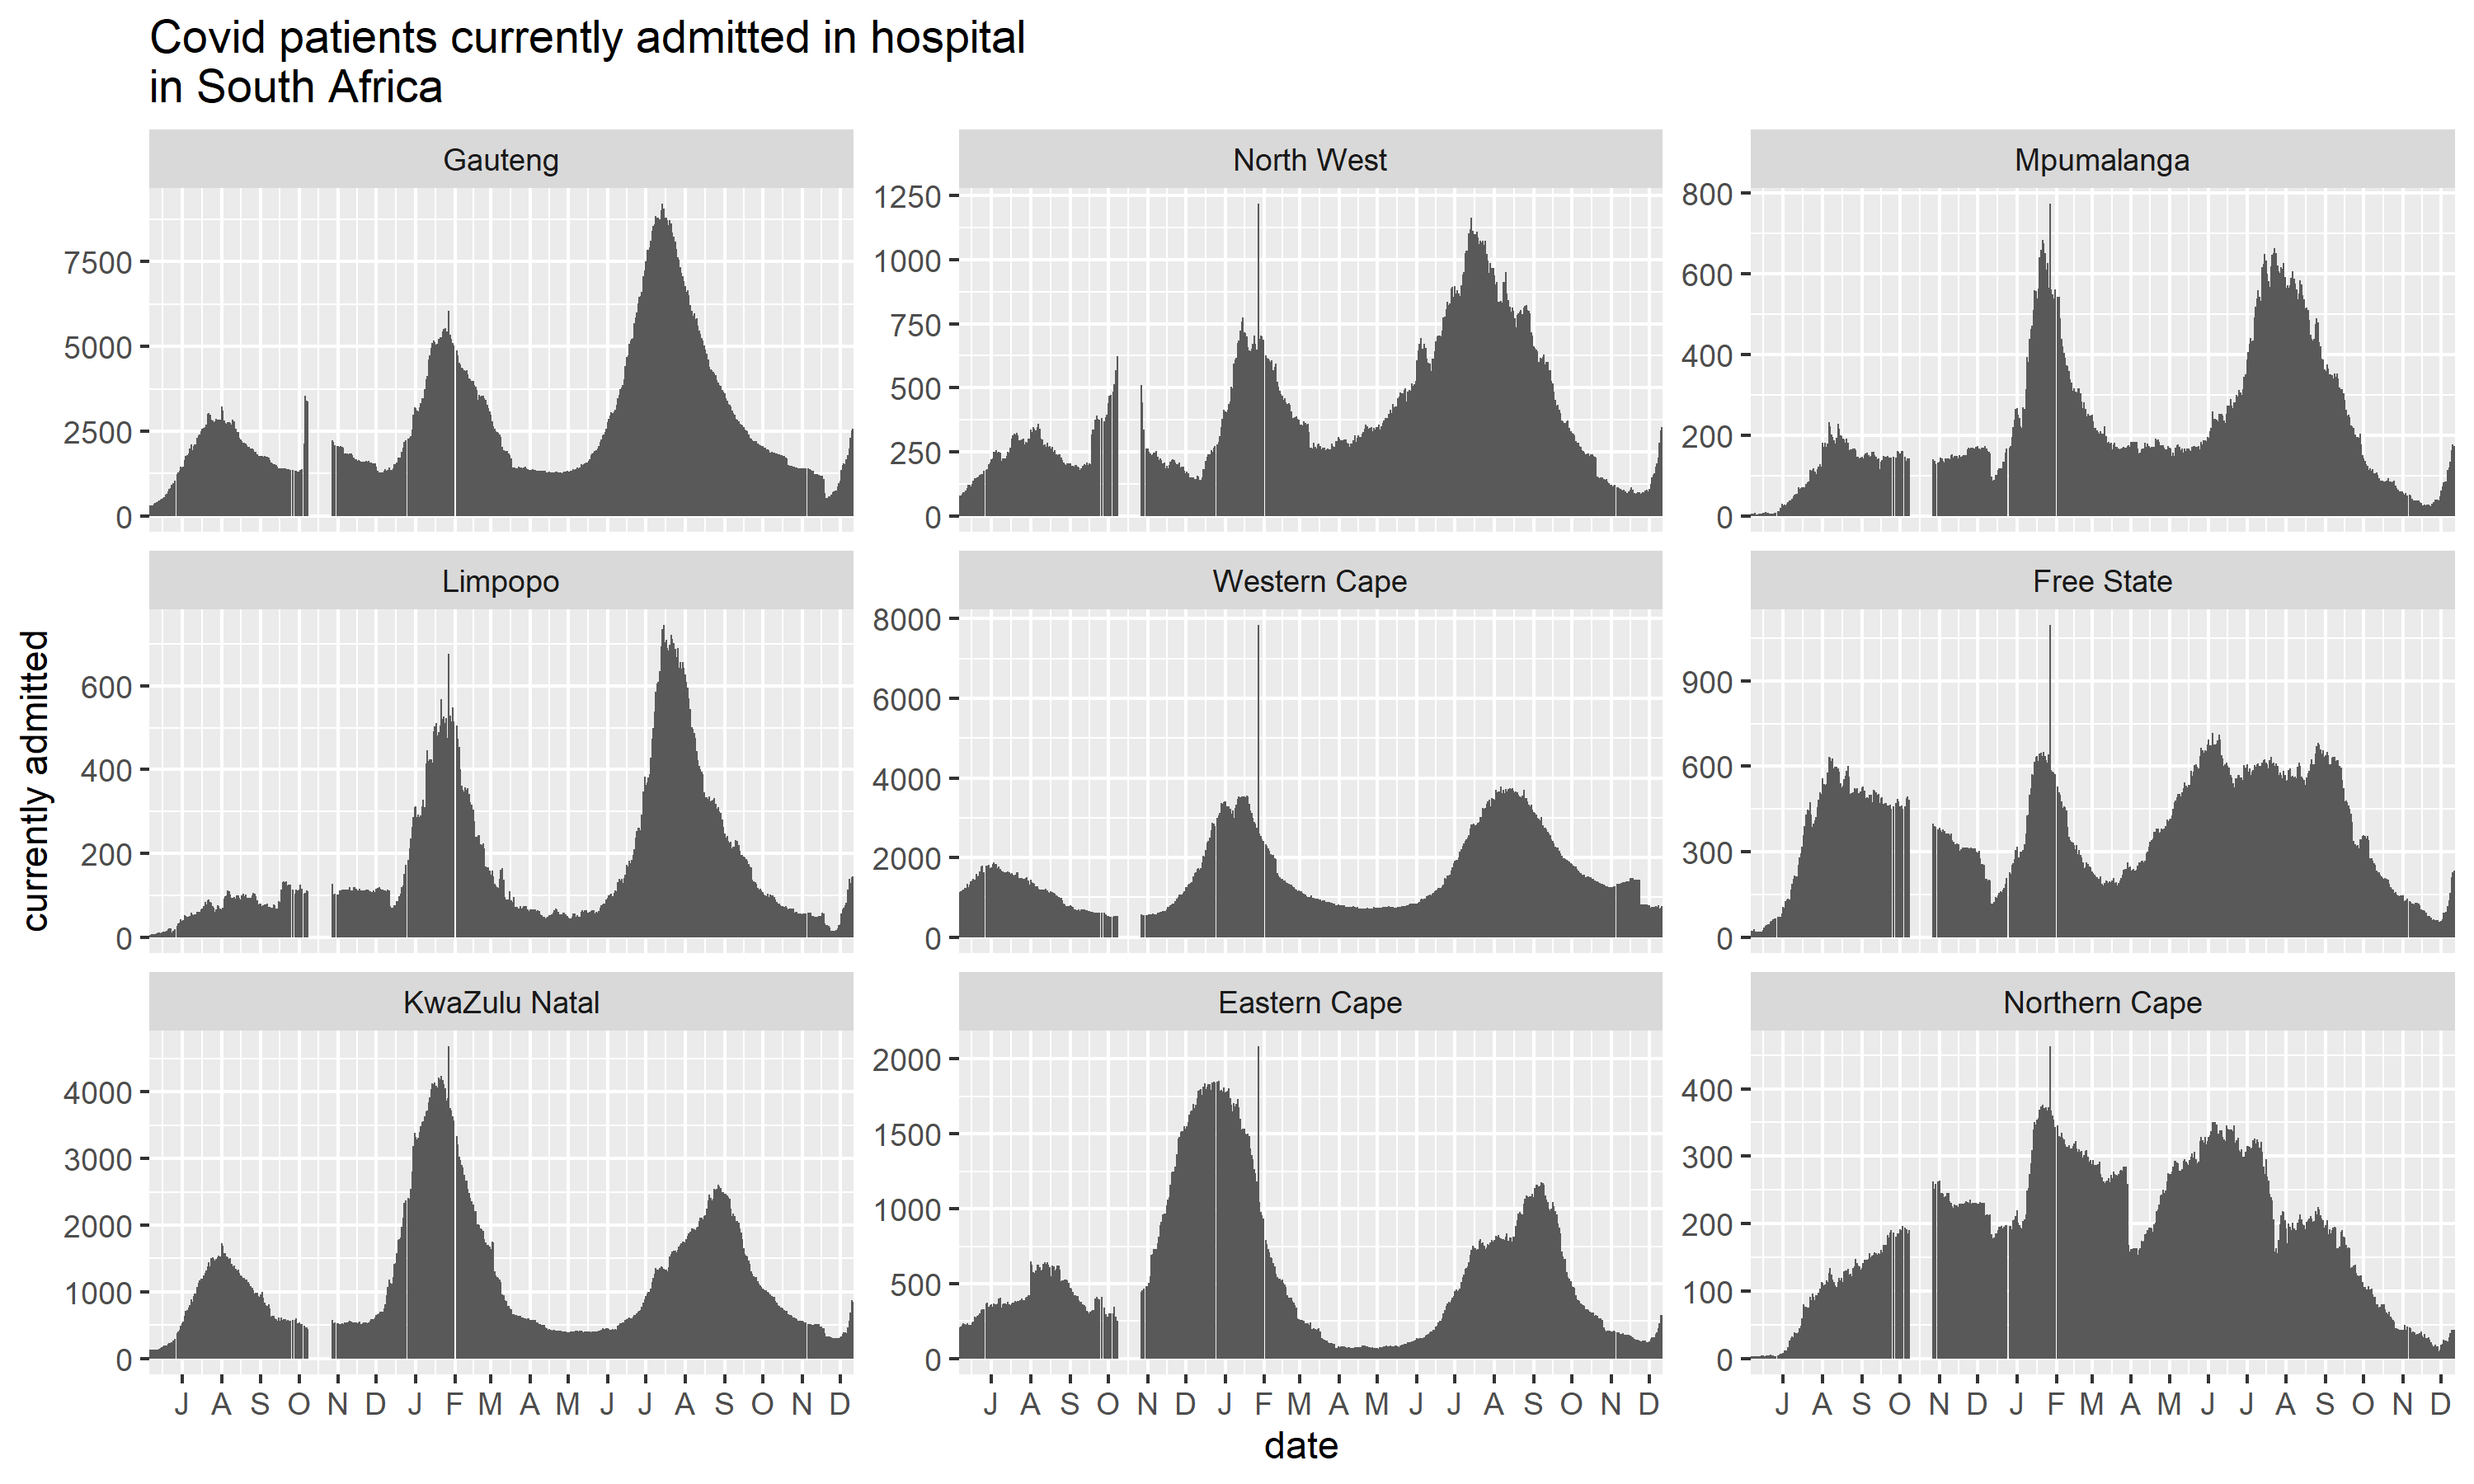 Covid patients currently admitted in hospital
in South Africa
Gauteng
North West
Mpumalanga
7500
5000
2500
0
1250
1000
750
500
250
0
800
600
400
200
0
Limpopo
Western Cape
Free State
currently admitted
600
400
200
0
8000
6000
4000
2000
0
900
600
300
0
KwaZulu Natal
Eastern Cape
Northern Cape
4000
3000
2000
1000
0
2000
1500
1000
500
0
400
300
200
100
0
J A S O N D J F M A M J J A S O N D
J A S O N D J F M A M J J A S O N D
J A S O N D J F M A M J J A S O N D
date